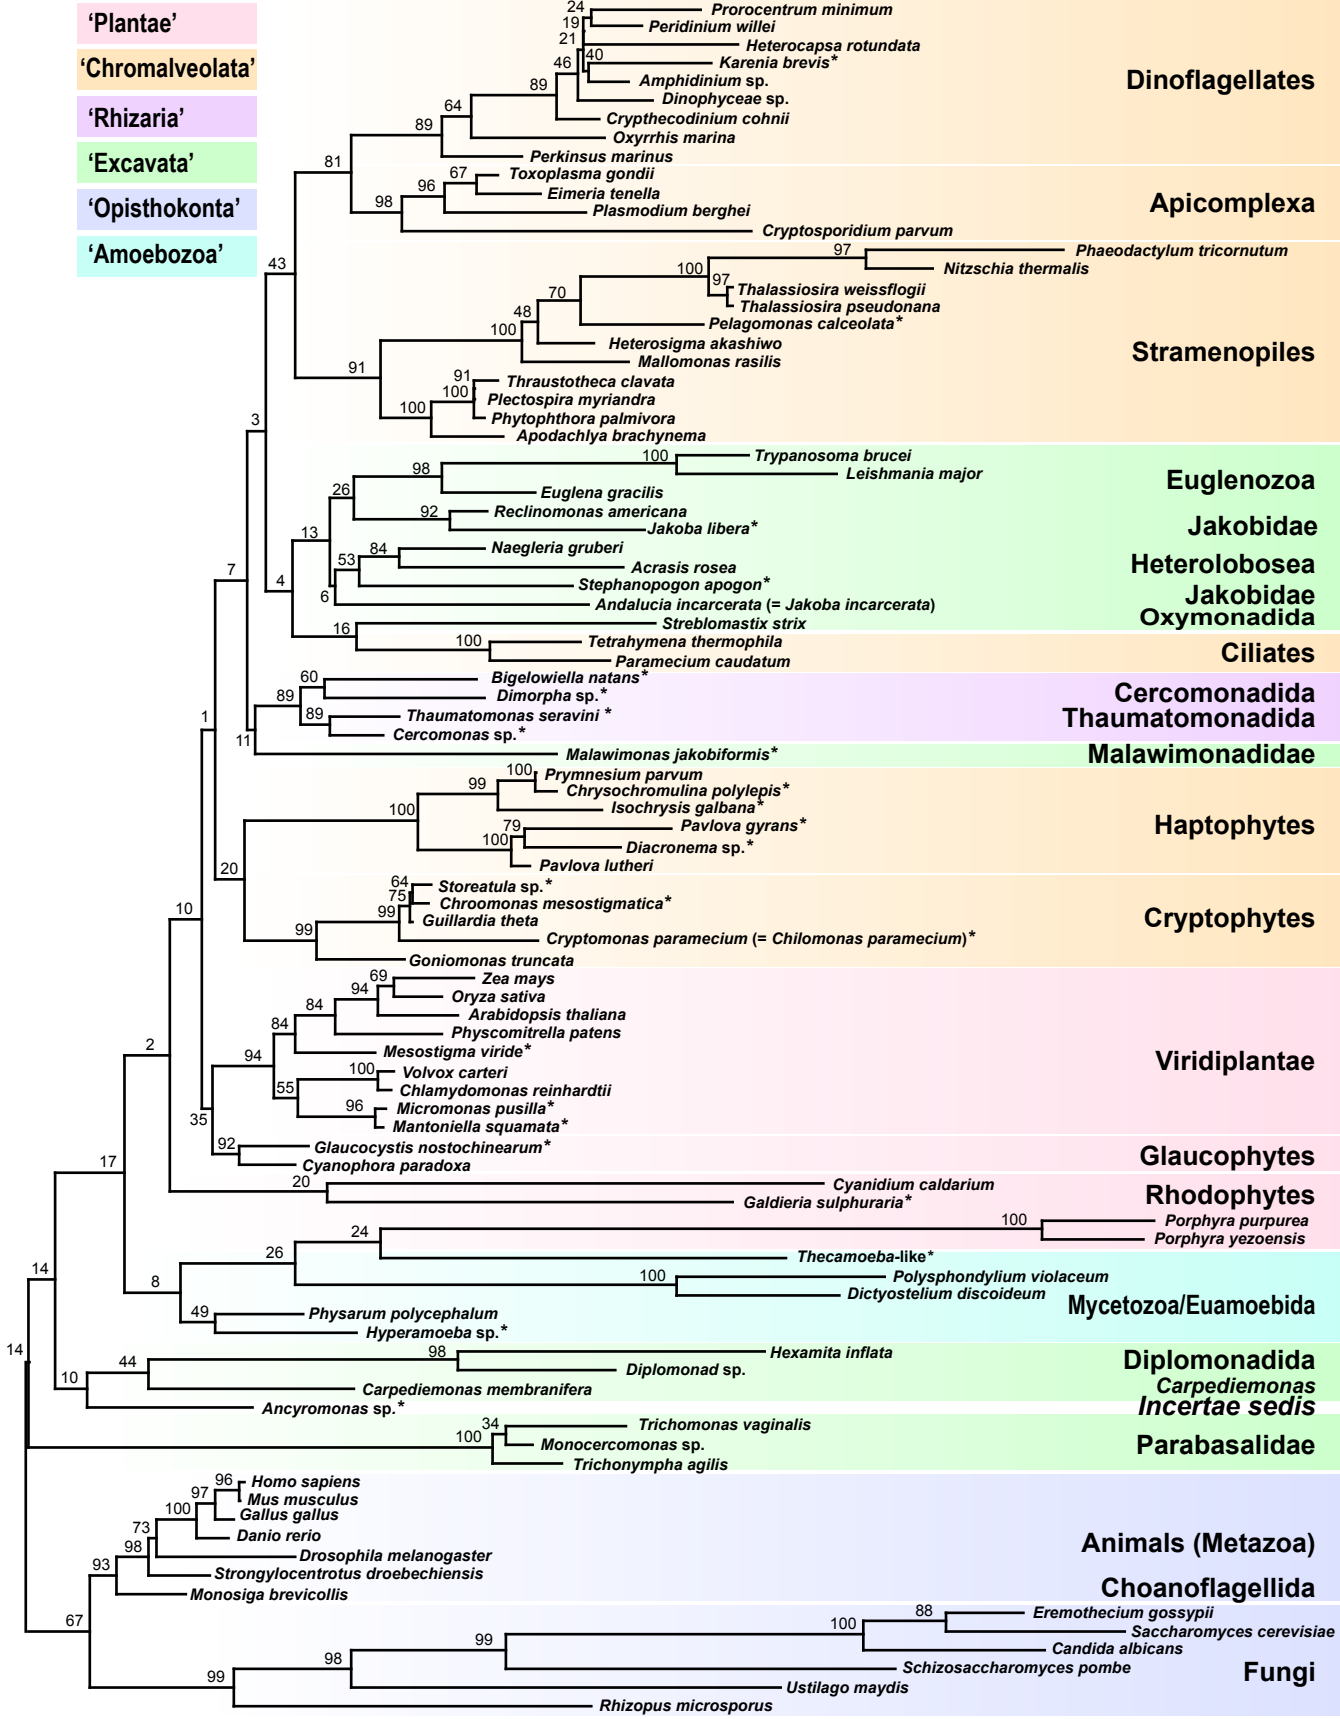 ‘Plantae’
‘Chromalveolata’
‘Rhizaria’
‘Excavata’
‘Opisthokonta’
‘Amoebozoa’
24 Prorocentrum minimum
19 Peridinium willei
21 Heterocapsa rotundata
40 Karenia brevis*
46 Amphidinium sp.
89 Dinophyceae sp.
64 Crypthecodinium cohnii
89 Oxyrrhis marina
Perkinsus marinus
Dinoflagellates
81
67 Toxoplasma gondii
96 Eimeria tenella
98 Plasmodium berghei
Cryptosporidium parvum
Apicomplexa
43
97 Phaeodactylum tricornutum
100 Nitzschia thermalis
97 Thalassiosira weissflogii
70 Thalassiosira pseudonana
48 Pelagomonas calceolata*
100 Heterosigma akashiwo
Mallomonas rasilis
91
91 Thraustotheca clavata
100 Plectospira myriandra
100 Phytophthora palmivora
Apodachlya brachynema
Stramenopiles
3
100 Trypanosoma brucei
98 Leishmania major
26 Euglena gracilis
Euglenozoa
92 Reclinomonas americana
13 Jakoba libera*
Jakobidae
84 Naegleria gruberi
53 Acrasis rosea
7 4 Stephanopogon apogon*
Heterolobosea
6 Andalucia incarcerata (= Jakoba incarcerata)
Jakobidae
16 Streblomastix strix
Oxymonadida
100 Tetrahymena thermophila
Paramecium caudatum
Ciliates
60 Bigelowiella natans*
89 Dimorpha sp.*
Cercomonadida
89 Thaumatomonas seravini *
1 11 Cercomonas sp.*
Thaumatomonadida
Malawimonas jakobiformis*
Malawimonadidae
100 Prymnesium parvum
99 Chrysochromulina polylepis*
100 Isochrysis galbana*
79 Pavlova gyrans*
100 Diacronema sp.*
Pavlova lutheri
Haptophytes
20
64 Storeatula sp.*
75 Chroomonas mesostigmatica*
99 Guillardia theta
99 Cryptomonas paramecium (= Chilomonas paramecium)*
Goniomonas truncata
Cryptophytes
10
69 Zea mays
94 Oryza sativa
84 Arabidopsis thaliana
84 Physcomitrella patens
94 Mesostigma viride*
100 Volvox carteri
55 Chlamydomonas reinhardtii
96 Micromonas pusilla*
35 Mantoniella squamata*
Viridiplantae
2
92 Glaucocystis nostochinearum*
Cyanophora paradoxa
Glaucophytes
17
20 Cyanidium caldarium
Galdieria sulphuraria*
Rhodophytes
100 Porphyra purpurea
24 Porphyra yezoensis
26 Thecamoeba-like*
14 8
100 Polysphondylium violaceum
Dictyostelium discoideum
49 Physarum polycephalum
Hyperamoeba sp.*
Mycetozoa/Euamoebida
14
98 Hexamita inflata
44 Diplomonad sp.
Diplomonadida
10 Carpediemonas membranifera
Carpediemonas
Ancyromonas sp.*
Incertae sedis
34 Trichomonas vaginalis
100 Monocercomonas sp.
Trichonympha agilis
Parabasalidae
96 Homo sapiens
97 Mus musculus
100 Gallus gallus
73 Danio rerio
98 Drosophila melanogaster
93 Strongylocentrotus droebechiensis
Animals (Metazoa)
Monosiga brevicollis
Choanoflagellida
67
88 Eremothecium gossypii
100 Saccharomyces cerevisiae
99 Candida albicans
98 Schizosaccharomyces pombe
99 Ustilago maydis
Rhizopus microsporus
Fungi